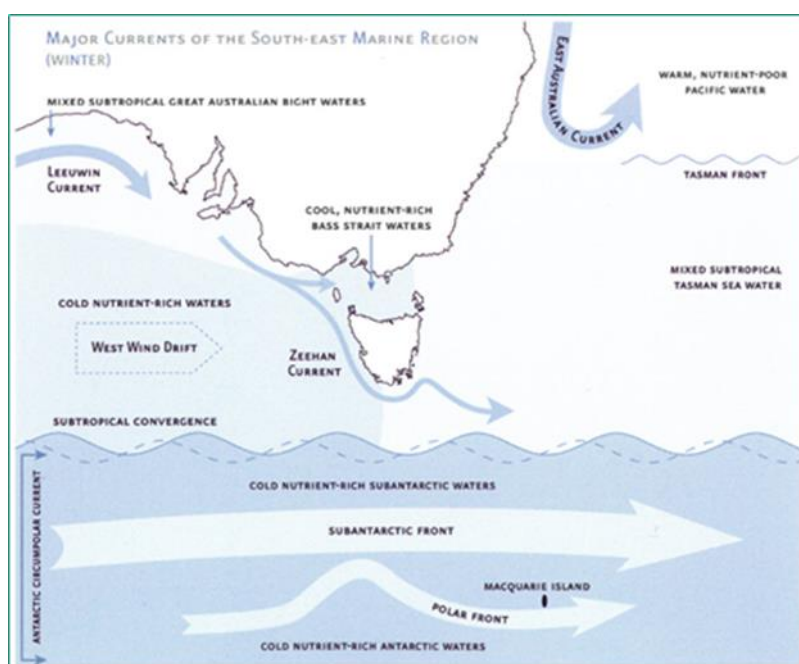 MAJOR CURRENTS OF THE SOUTH-EAST MARINE REGION
(WINTER)
MIXED SUBTROPICAL GREAT AUSTRALIAN BIGHT WATERS
LEEUWIN
CURRENT
EAST AUSTRALIAN CURRENT
WARM, NUTRIENT-POOR
PACIFIC WATER
TASMAN FRONT
COOL, NUTRIENT-RICH
BASS STRAIT WATERS
MIXED SUBTROPICAL
TASMAN SEA WATER
COLD NUTRIENT-RICH WATERS
WEST WIND DRIFT
ZEEHAN
CURRENT
SUBTROPICAL CONVERGENCE
ANTARCTIC CIRCUMPOLAR CURRENT
COLD NUTRIENT-RICH SUBANTARCTIC WATERS
SUBANTARCTIC FRONT
MACQUARIE ISLAND
POLAR FRONT
COLD NUTRIENT-RICH ANTARCTIC WATERS